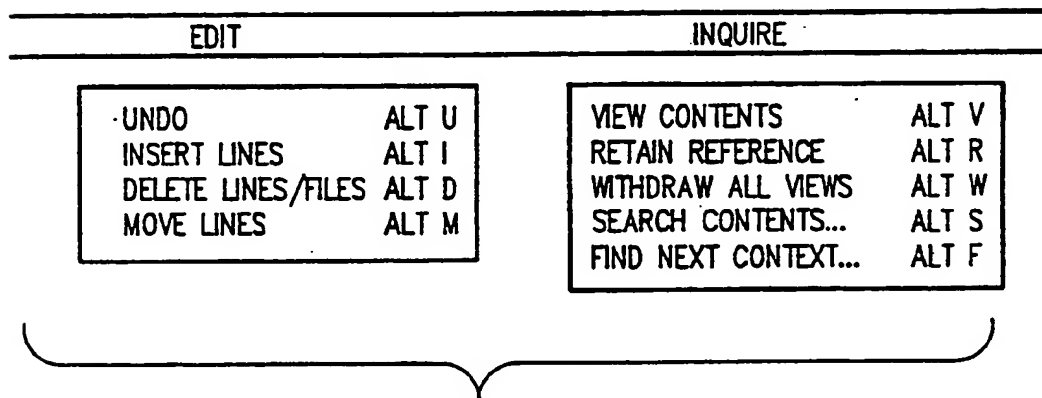 EDIT INQUIRE
UNDO ALT U
INSERT LINES ALT I
DELETE LINES/FILES ALT D
MOVE LINES ALT M
VIEW CONTENTS ALT V
RETAIN REFERENCE ALT R
WITHDRAW ALL VIEWS ALT W
SEARCH CONTENTS... ALT S
FIND NEXT CONTEXT... ALT F